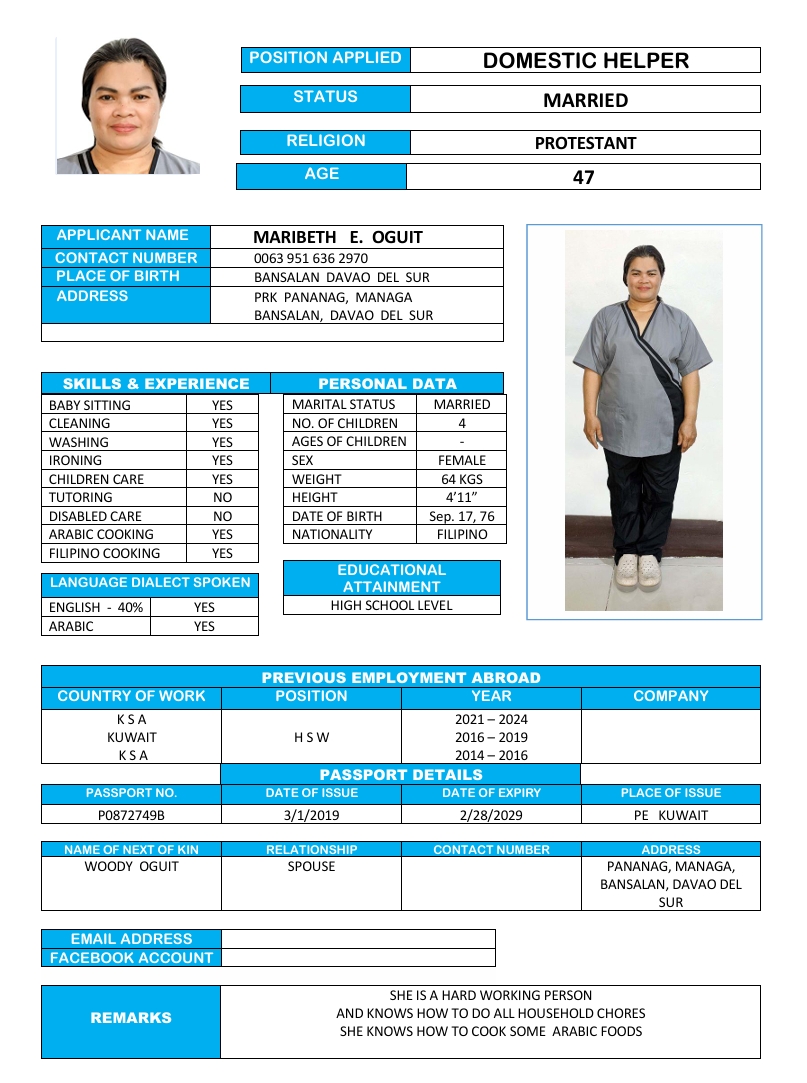 POSITION APPLIED DOMESTIC HELPER
STATUS MARRIED
RELIGION PROTESTANT
AGE 47
APPLICANT NAME MARIBETH E. OGUIT
CONTACT NUMBER 0063 951 636 2970
PLACE OF BIRTH BANSALAN DAVAO DEL SUR
ADDRESS PRK PANANAG, MANAGA
BANSALAN, DAVAO DEL SUR
SKILLS & EXPERIENCE
BABY SITTING YES
CLEANING YES
WASHING YES
IRONING YES
CHILDREN CARE YES
TUTORING NO
DISABLED CARE NO
ARABIC COOKING YES
FILIPINO COOKING YES
LANGUAGE DIALECT SPOKEN
ENGLISH - 40% YES
ARABIC YES
PERSONAL DATA
MARITAL STATUS MARRIED
NO. OF CHILDREN 4
AGES OF CHILDREN -
SEX FEMALE
WEIGHT 64 KGS
HEIGHT 4’11”
DATE OF BIRTH Sep. 17, 76
NATIONALITY FILIPINO
EDUCATIONAL
ATTAINMENT
HIGH SCHOOL LEVEL
PREVIOUS EMPLOYMENT ABROAD
COUNTRY OF WORK POSITION YEAR COMPANY
K S A 2021 – 2024
KUWAIT H S W 2016 – 2019
K S A 2014 – 2016
PASSPORT DETAILS
PASSPORT NO. DATE OF ISSUE DATE OF EXPIRY PLACE OF ISSUE
P0872749B 3/1/2019 2/28/2029 PE KUWAIT
NAME OF NEXT OF KIN RELATIONSHIP CONTACT NUMBER ADDRESS
WOODY OGUIT SPOUSE PANANAG, MANAGA,
BANSALAN, DAVAO DEL
SUR
EMAIL ADDRESS
FACEBOOK ACCOUNT
REMARKS
SHE IS A HARD WORKING PERSON
AND KNOWS HOW TO DO ALL HOUSEHOLD CHORES
SHE KNOWS HOW TO COOK SOME ARABIC FOODS